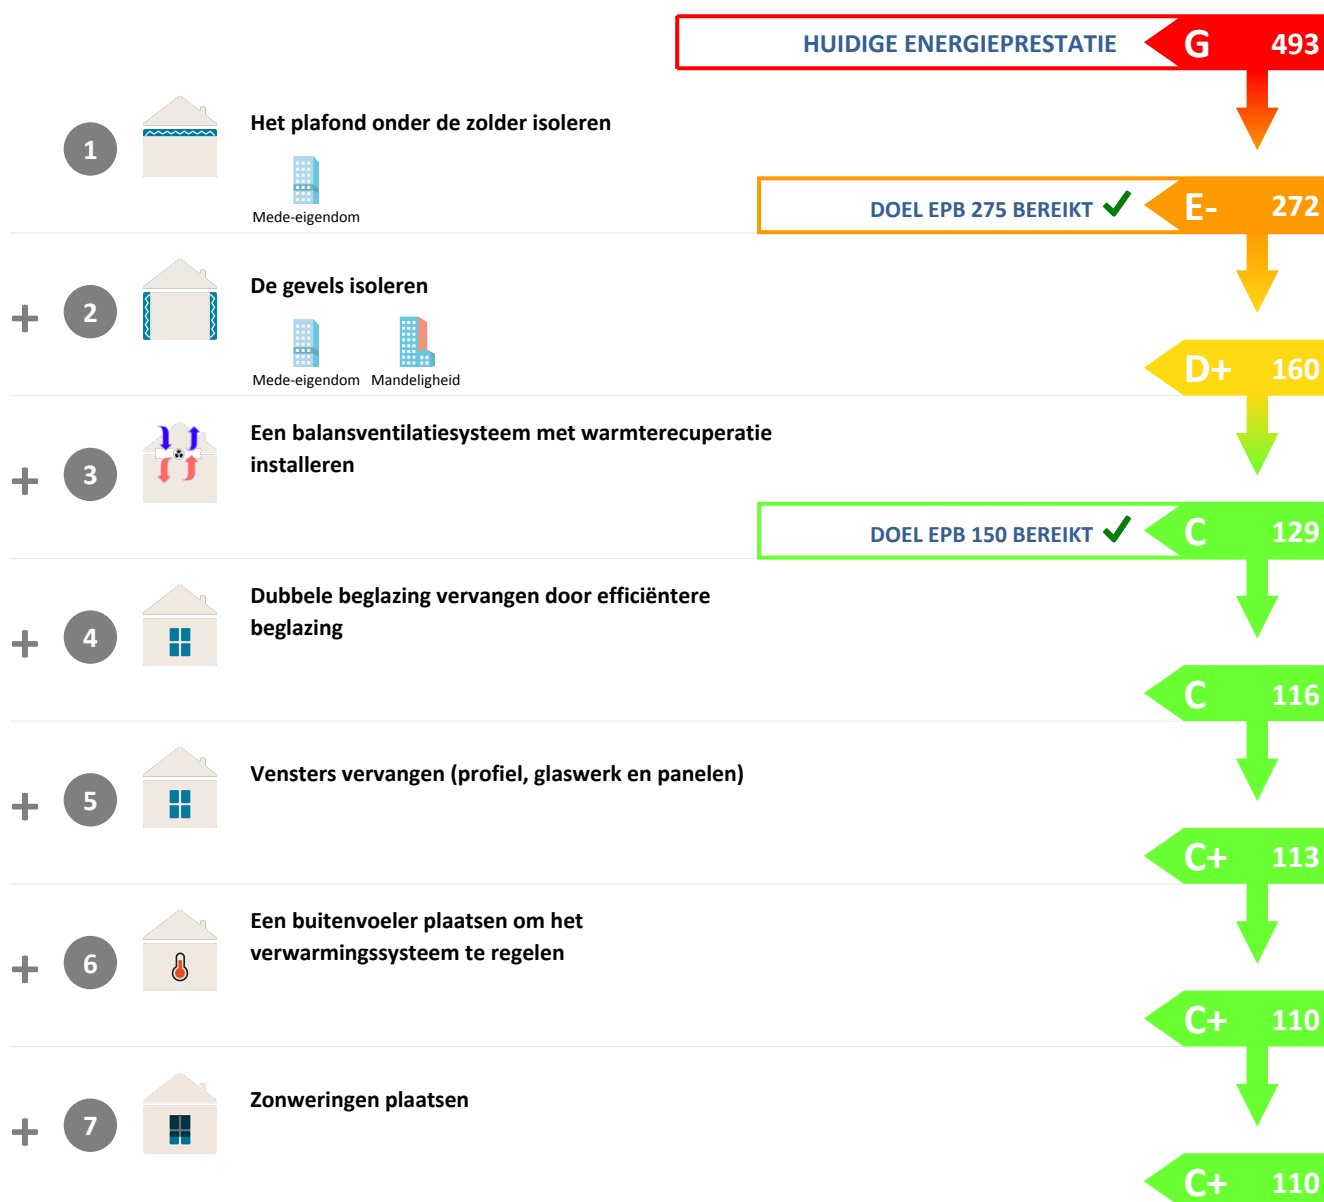 HUIDIGE ENERGIEPRESTATIE G 493
1 Het plafond onder de zolder isoleren
Mede-eigendom
DOEL EPB 275 BEREIKT E- 272
+ 2 De gevels isoleren
Mede-eigendom Mandeligheid
D+ 160
+ 3 Een balansventilatiesysteem met warmterecuperatie
installeren
DOEL EPB 150 BEREIKT C 129
+ 4 Dubbele beglazing vervangen door efficiëntere
beglazing
C 116
+ 5 Vensters vervangen (profiel, glaswerk en panelen)
C+ 113
+ 6 Een buitenvoeler plaatsen om het
verwarmingssysteem te regelen
C+ 110
+ 7 Zonweringen plaatsen
C+ 110